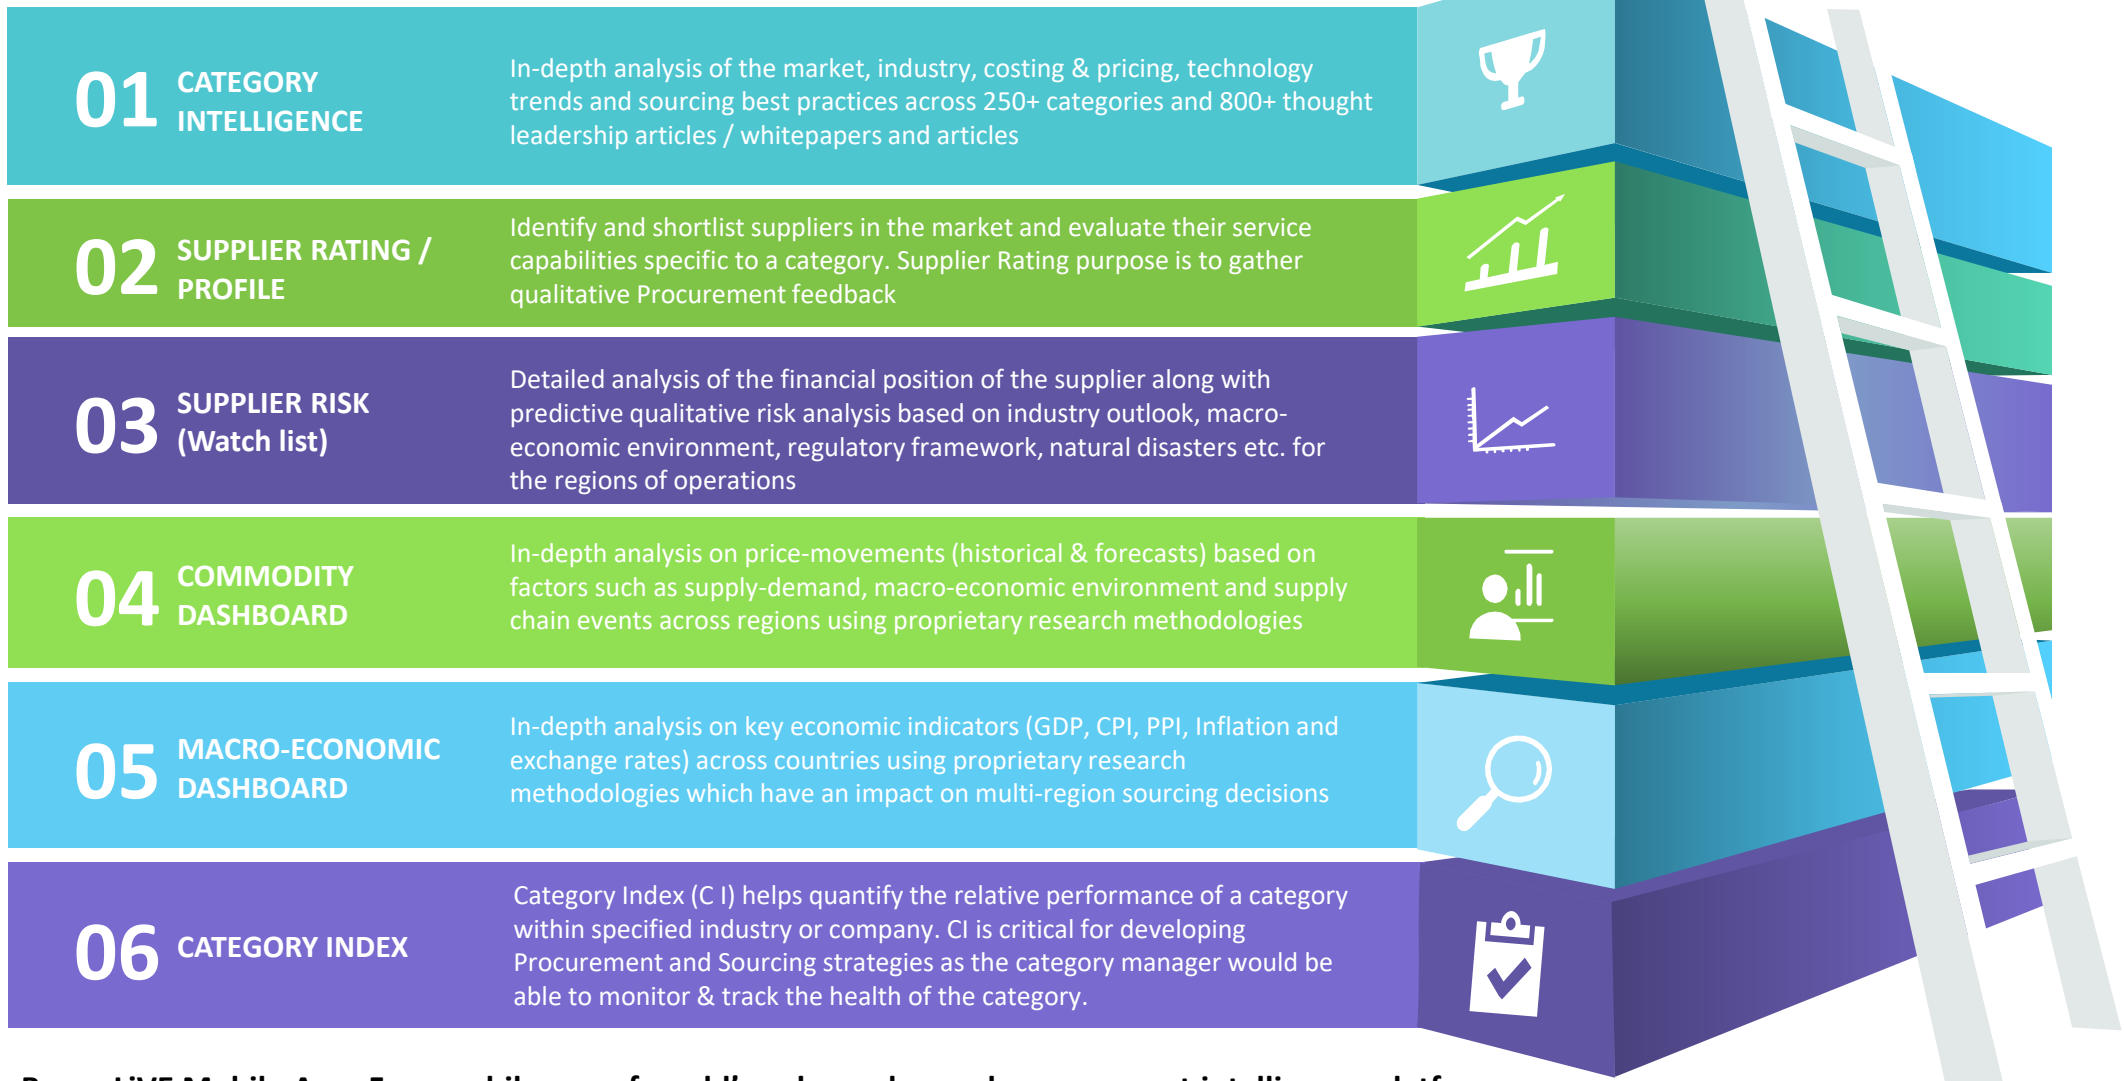 01 CATEGORY
INTELLIGENCE
In-depth analysis of the market, industry, costing & pricing, technology
trends and sourcing best practices across 250+ categories and 800+ thought
leadership articles / whitepapers and articles
02 SUPPLIER RATING /
PROFILE
Identify and shortlist suppliers in the market and evaluate their service
capabilities specific to a category. Supplier Rating purpose is to gather
qualitative Procurement feedback
03 SUPPLIER RISK
(Watch list)
Detailed analysis of the financial position of the supplier along with
predictive qualitative risk analysis based on industry outlook, macro-
economic environment, regulatory framework, natural disasters etc. for
the regions of operations
04 COMMODITY
DASHBOARD
In-depth analysis on price-movements (historical & forecasts) based on
factors such as supply-demand, macro-economic environment and supply
chain events across regions using proprietary research methodologies
05 MACRO-ECONOMIC
DASHBOARD
In-depth analysis on key economic indicators (GDP, CPI, PPI, Inflation and
exchange rates) across countries using proprietary research
methodologies which have an impact on multi-region sourcing decisions
06 CATEGORY INDEX
Category Index (C I) helps quantify the relative performance of a category
within specified industry or company. CI is critical for developing
Procurement and Sourcing strategies as the category manager would be
able to monitor & track the health of the category.
LiVE Mobile App